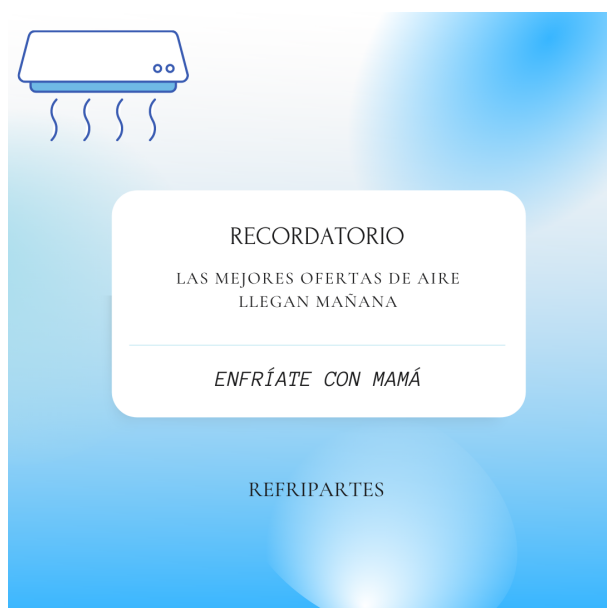 RECORDATORIO
LAS MEJORES OFERTAS DE AIRE
LLEGAN MAÑANA
ENFRÍATE CON MAMÁ
REFRIPARTES